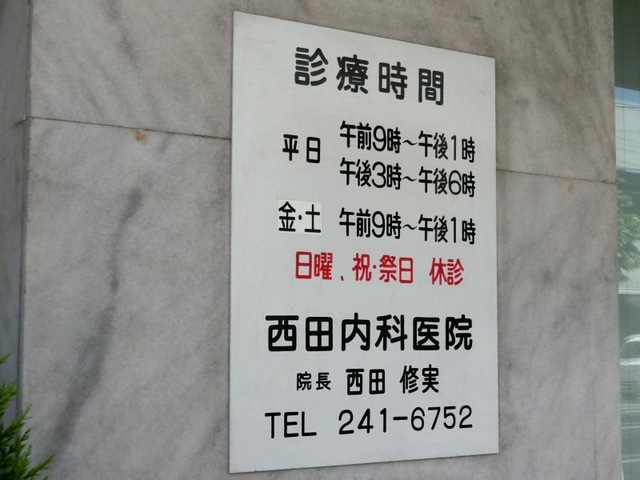 診療時間
平日 午前9時～午後1時
午後3時～午後6時
金・土 午前9時～午後1時
日曜、祝・祭日 休診
西田内科医院
院長 西田 修実
TEL 241-6752